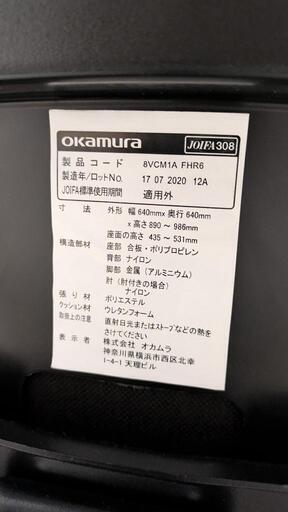 okamura JOIFA308
製品コード 8VCM1A FHR6
製造年/ロットNo. 17 07 2020 12A
JOIFA標準使用期間 適用外
寸法 外形 幅640mm×奥行640mm
×高さ890～986mm
座面の高さ 435～531mm
構造部材 座部 合板・ポリプロピレン
背部 ナイロン
脚部 金属(アルミニウム)
肘(肘付きの場合)
ナイロン
張り材 ポリエステル
クッション材 ウレタンフォーム
取扱上の注意 直射日光またはストーブなどの熱を
さけてください
表示者 株式会社 オカムラ
神奈川県横浜市西区北幸
1-4-1 天理ビル